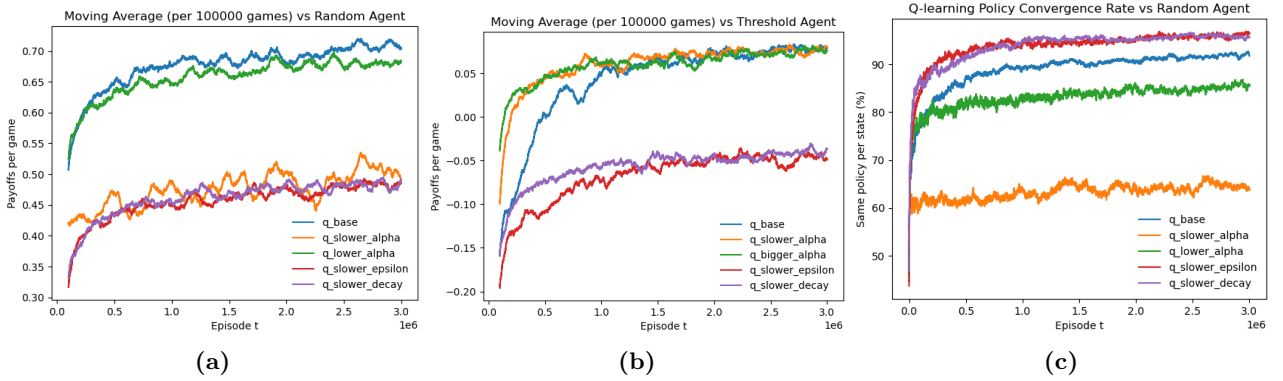 Moving Average (per 100000 games) vs Random Agent
Payoffs per game
0.70
0.65
0.60
0.55
0.50
0.45
0.40
0.35
0.30
q_base
q_slower_alpha
q_lower_alpha
q_slower_epsilon
q_slower_decay
0.0 0.5 1.0 1.5 2.0 2.5 3.0
Episode t
1e6
(a)
Moving Average (per 100000 games) vs Threshold Agent
Payoffs per game
0.05
0.00
−0.05
−0.10
−0.15
−0.20
q_base
q_slower_alpha
q_bigger_alpha
q_slower_epsilon
q_slower_decay
0.0 0.5 1.0 1.5 2.0 2.5 3.0
Episode t
1e6
(b)
Q-learning Policy Convergence Rate vs Random Agent
Same policy per state (%)
90
80
70
60
50
q_base
q_slower_alpha
q_lower_alpha
q_slower_epsilon
q_slower_decay
0.0 0.5 1.0 1.5 2.0 2.5 3.0
Episode t
1e6
(c)